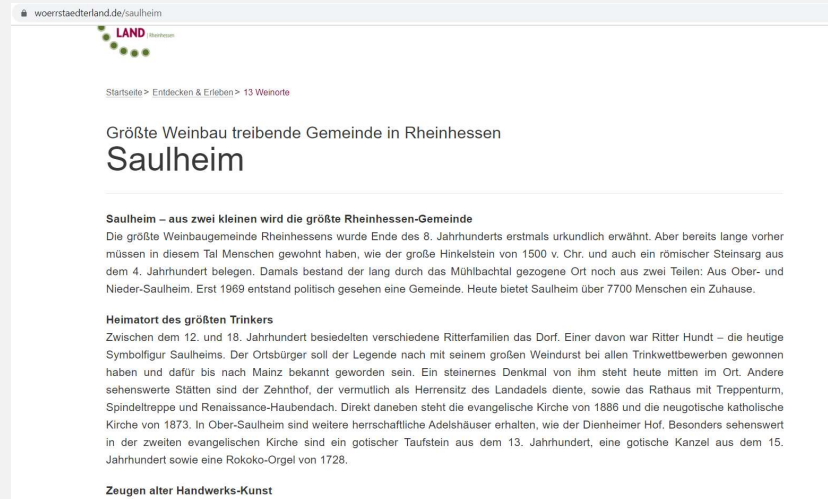 woerrstaedterland.de/saulheim
LAND Rheinhessen
Startseite > Entdecken & Erleben > 13 Weinorte
Größte Weinbau treibende Gemeinde in Rheinhessen
Saulheim
Saulheim – aus zwei kleinen wird die größte Rheinhessen-Gemeinde
Die größte Weinbaugemeinde Rheinhessens wurde Ende des 8. Jahrhunderts erstmals urkundlich erwähnt. Aber bereits lange vorher
müssen in diesem Tal Menschen gewohnt haben, wie der große Hinkelstein von 1500 v. Chr. und auch ein römischer Steinsarg aus
dem 4. Jahrhundert belegen. Damals bestand der lang durch das Mühlbachtal gezogene Ort noch aus zwei Teilen: Aus Ober- und
Nieder-Saulheim. Erst 1969 entstand politisch gesehen eine Gemeinde. Heute bietet Saulheim über 7700 Menschen ein Zuhause.
Heimatort des größten Trinkers
Zwischen dem 12. und 18. Jahrhundert besiedelten verschiedene Ritterfamilien das Dorf. Einer davon war Ritter Hundt – die heutige
Symbolfigur Saulheims. Der Ortsbürger soll der Legende nach mit seinem großen Weindurst bei allen Trinkwettbewerben gewonnen
haben und dafür bis nach Mainz bekannt geworden sein. Ein steinernes Denkmal von ihm steht heute mitten im Ort. Andere
sehenswerte Stätten sind der Zehnthof, der vermutlich als Herrensitz des Landadels diente, sowie das Rathaus mit Treppenturm,
Spindeltreppe und Renaissance-Haubendach. Direkt daneben steht die evangelische Kirche von 1886 und die neugotische katholische
Kirche von 1873. In Ober-Saulheim sind weitere herrschaftliche Adelshäuser erhalten, wie der Dienheimer Hof. Besonders sehenswert
in der zweiten evangelischen Kirche sind ein gotischer Taufstein aus dem 13. Jahrhundert, eine gotische Kanzel aus dem 15.
Jahrhundert sowie eine Rokoko-Orgel von 1728.
Zeugen alter Handwerks-Kunst